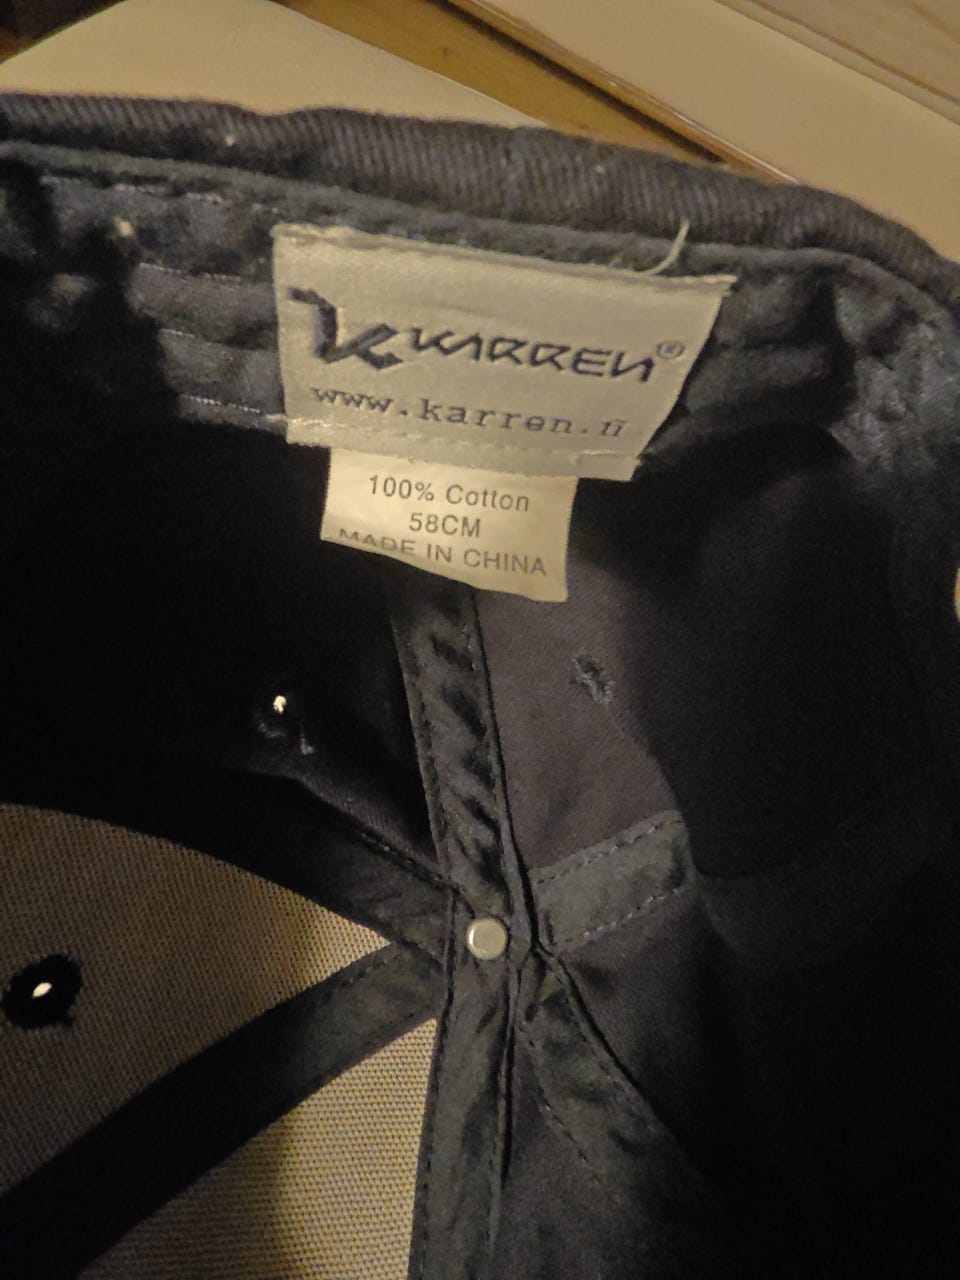 K KARREN®
www.karren.fi
100% Cotton
58CM
MADE IN CHINA